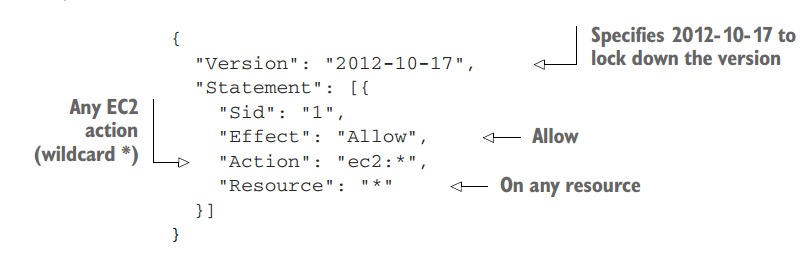 Specifies 2012-10-17 to
lock down the version
{
"Version": "2012-10-17",
"Statement": [{
"Sid": "1",
Any EC2
action
(wildcard *)
"Effect": "Allow",
Allow
"Action": "ec2:*",
"Resource": "*"
On any resource
}]
}